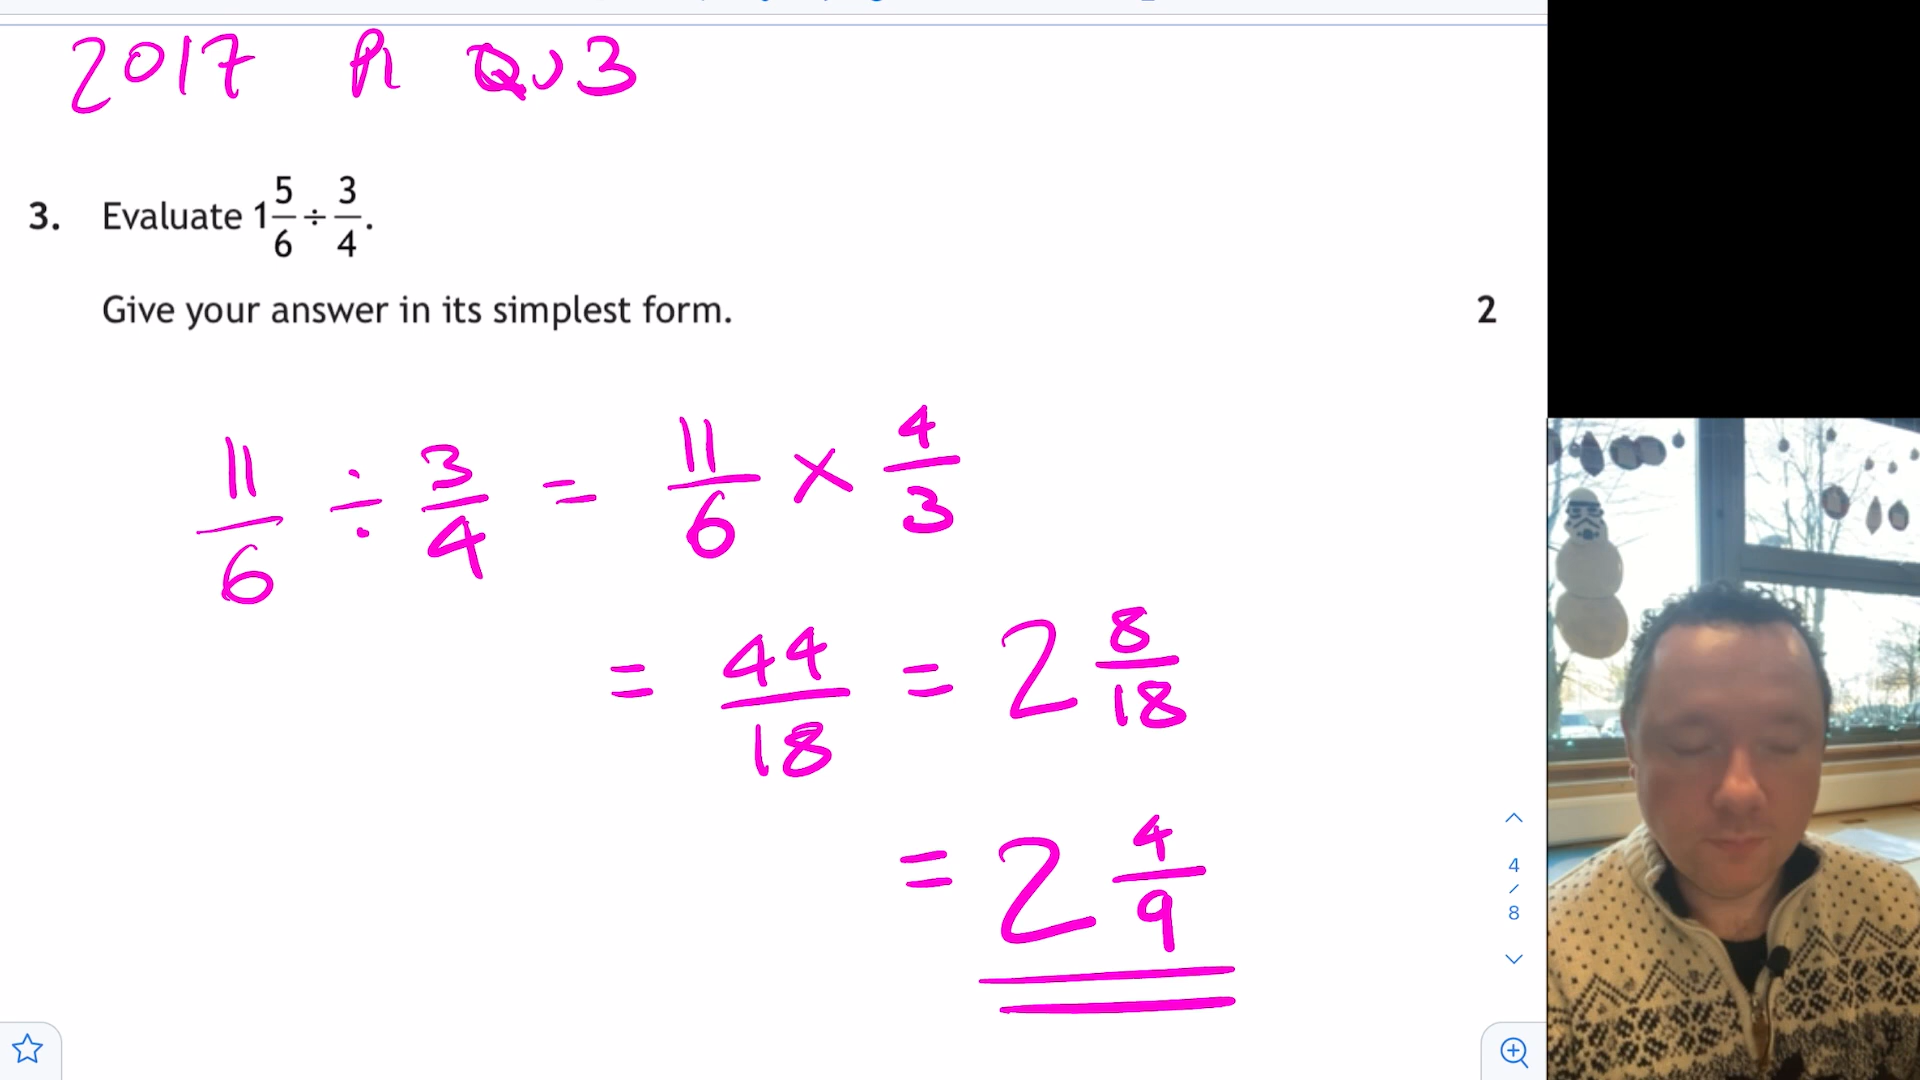 2017 P1 QU3
3. Evaluate 1 5/6 ÷ 3/4.
Give your answer in its simplest form. 2
11/6 ÷ 3/4 = 11/6 × 4/3
= 44/18 = 2 8/18
= 2 4/9
4
/
8